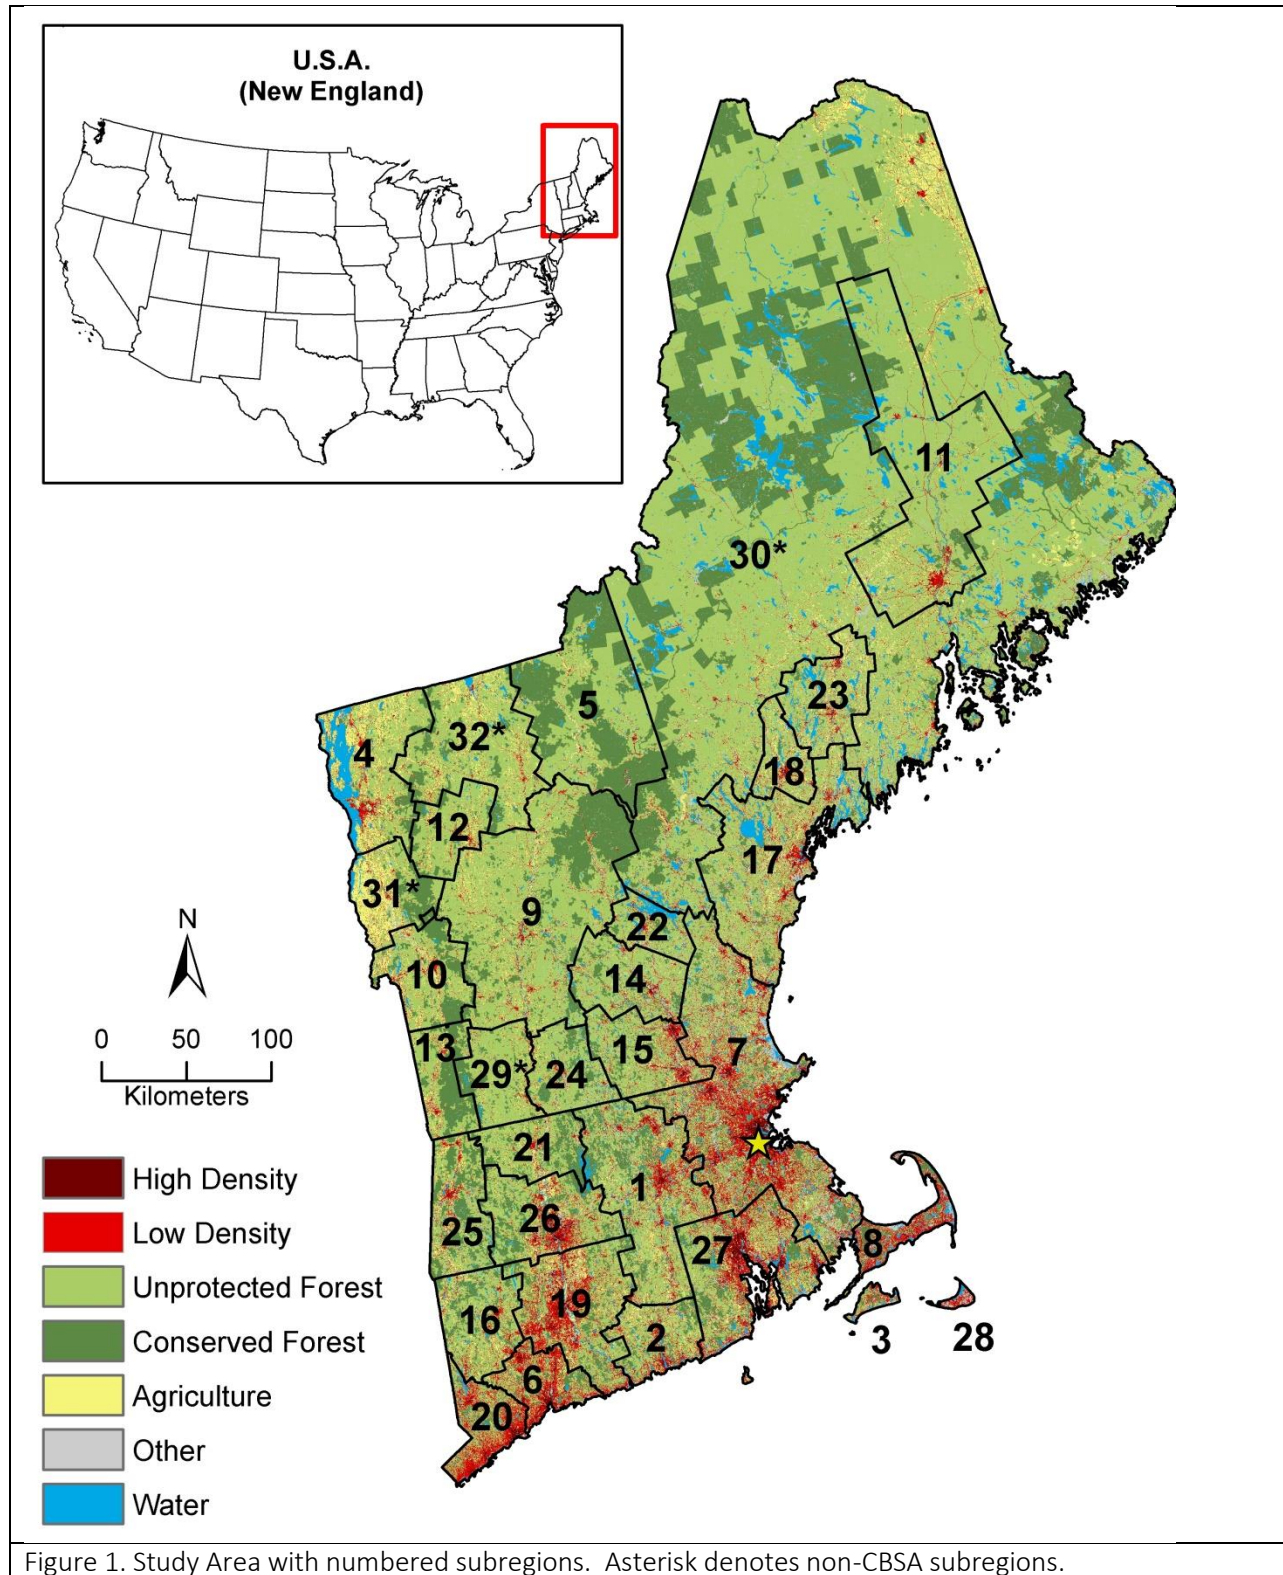 U.S.A.
(New England)
11
30*
5
23
32*
4
18
12
17
31*
9
22
10
14
13
15
7
29*
24
21
1
26
25
27
8
19
16
2
3
28
6
20
N
0 50 100
Kilometers
High Density
Low Density
Unprotected Forest
Conserved Forest
Agriculture
Other
Water
Figure 1. Study Area with numbered subregions.  Asterisk denotes non-CBSA subregions.